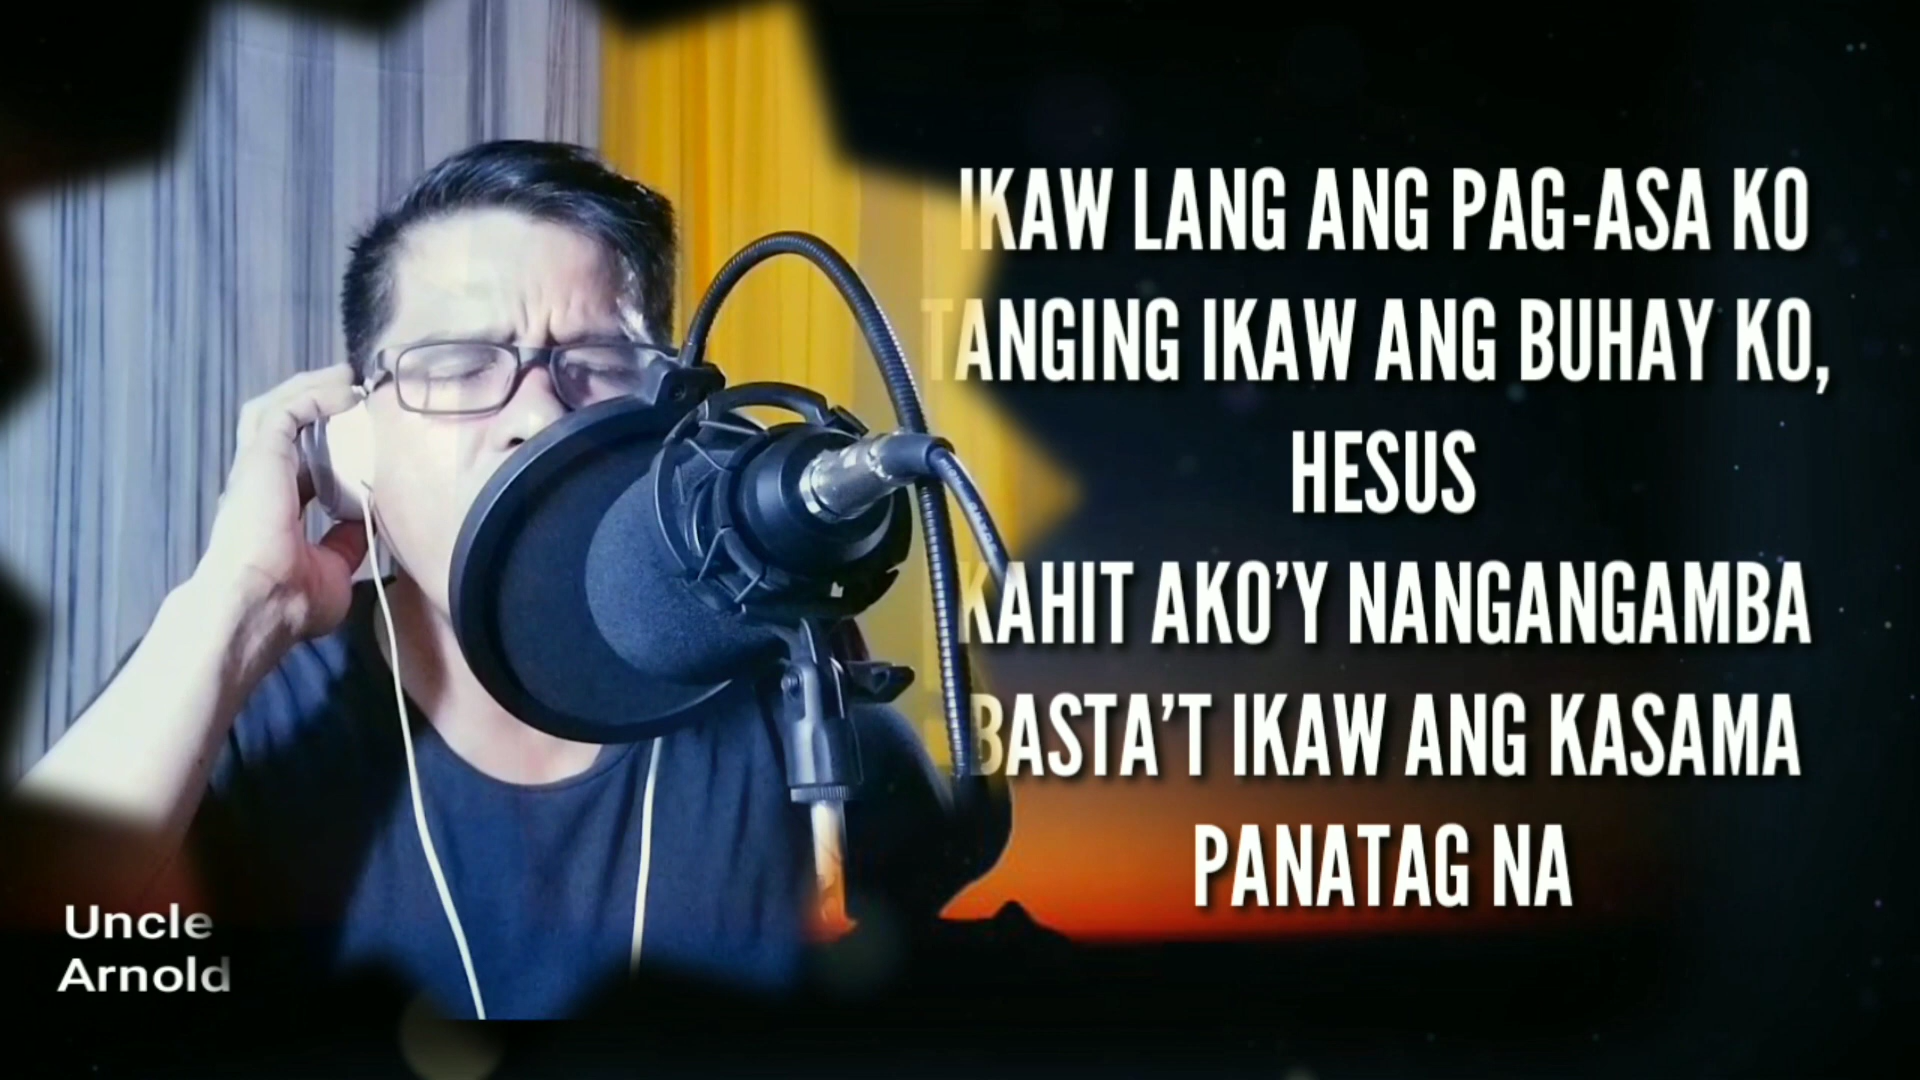 IKAW LANG ANG PAG-ASA KO
TANGING IKAW ANG BUHAY KO,
HESUS
KAHIT AKO'Y NANGANGAMBA
BASTA'T IKAW ANG KASAMA
PANATAG NA
Uncle
Arnold